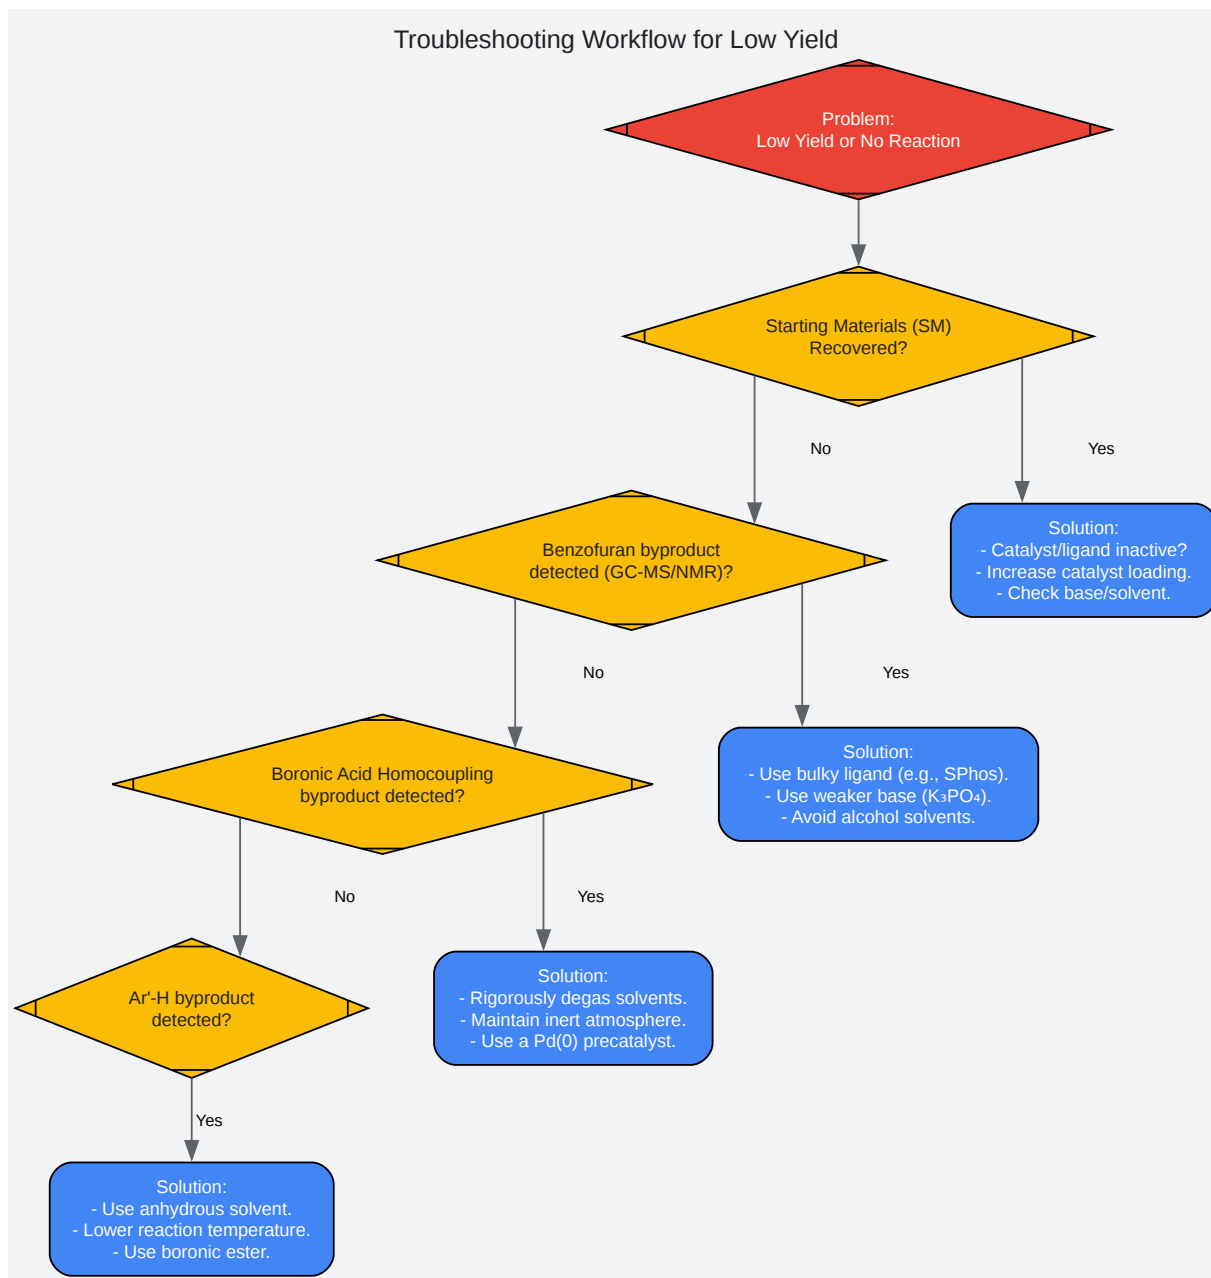 Troubleshooting Workflow for Low Yield
Problem:
Low Yield or No Reaction
Starting Materials (SM)
Recovered?
No
Yes
Benzofuran byproduct
detected (GC-MS/NMR)?
Solution:
- Catalyst/ligand inactive?
- Increase catalyst loading.
- Check base/solvent.
No
Yes
Boronic Acid Homocoupling
byproduct detected?
Solution:
- Use bulky ligand (e.g., SPhos).
- Use weaker base (K₃PO₄).
- Avoid alcohol solvents.
No
Yes
Ar'-H byproduct
detected?
Solution:
- Rigorously degas solvents.
- Maintain inert atmosphere.
- Use a Pd(0) precatalyst.
Yes
Solution:
- Use anhydrous solvent.
- Lower reaction temperature.
- Use boronic ester.